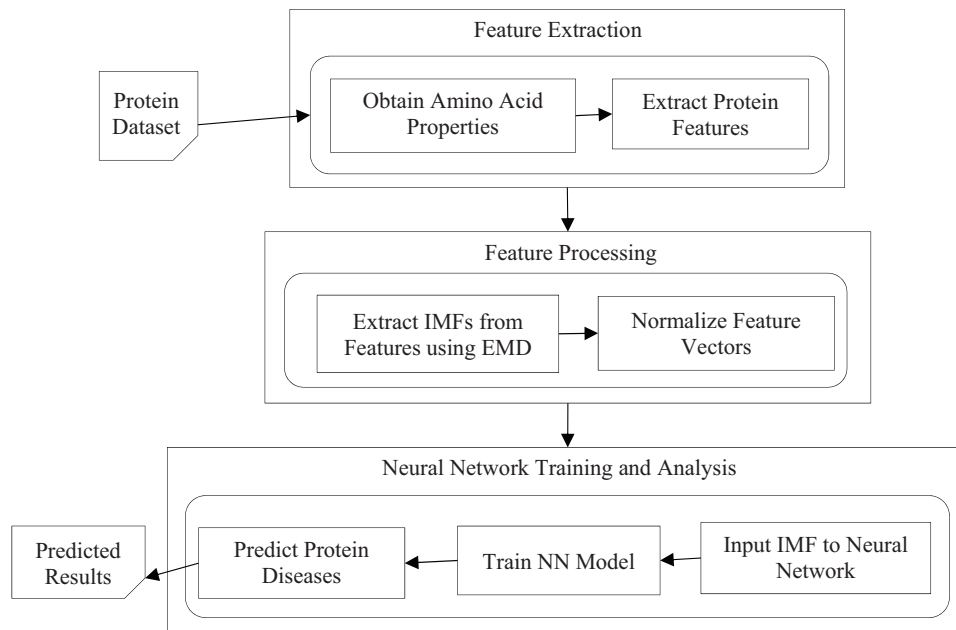 Feature Extraction
Protein
Dataset
Obtain Amino Acid
Properties
Extract Protein
Features
Feature Processing
Extract IMFs from
Features using EMD
Normalize Feature
Vectors
Neural Network Training and Analysis
Input IMF to Neural
Network
Train NN Model
Predict Protein
Diseases
Predicted
Results